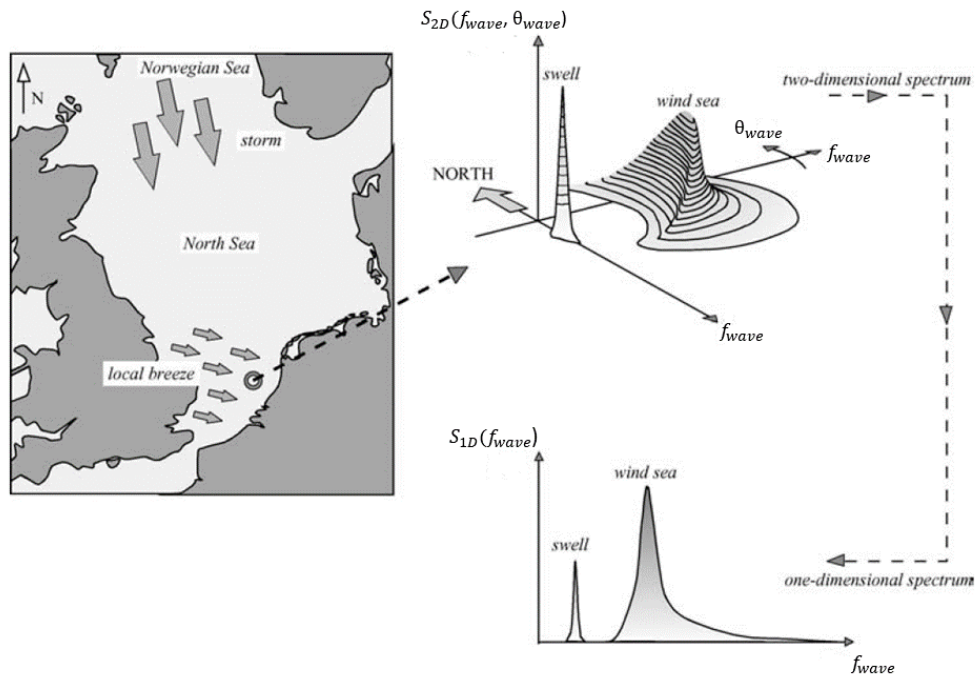 Norwegian Sea
N
storm
North Sea
local breeze
S2D(fwave, θwave)
swell
wind sea
two-dimensional spectrum
θwave
fwave
NORTH
fwave
S1D(fwave)
wind sea
swell
one-dimensional spectrum
fwave